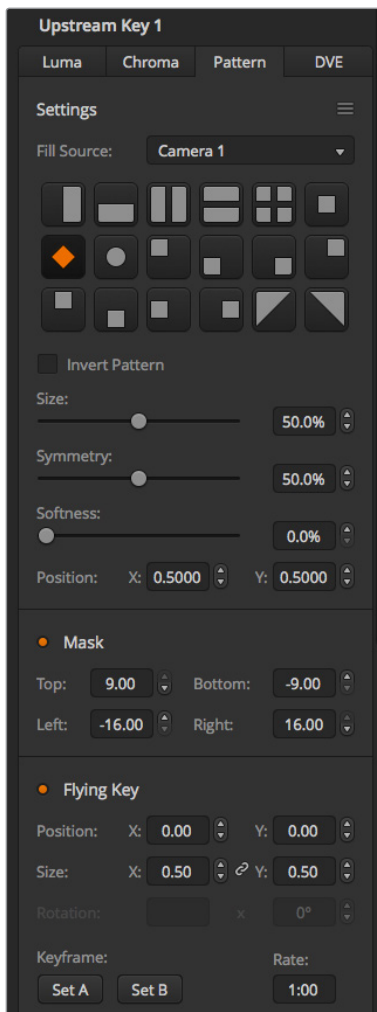 Upstream Key 1
Luma Chroma Pattern DVE
Settings
Fill Source: Camera 1
Invert Pattern
Size:
50.0%
Symmetry:
50.0%
Softness:
0.0%
Position: X: 0.5000 Y: 0.5000
Mask
Top: 9.00 Bottom: -9.00
Left: -16.00 Right: 16.00
Flying Key
Position: X: 0.00 Y: 0.00
Size: X: 0.50 Y: 0.50
Rotation: x 0°
Keyframe: Rate:
Set A Set B 1:00